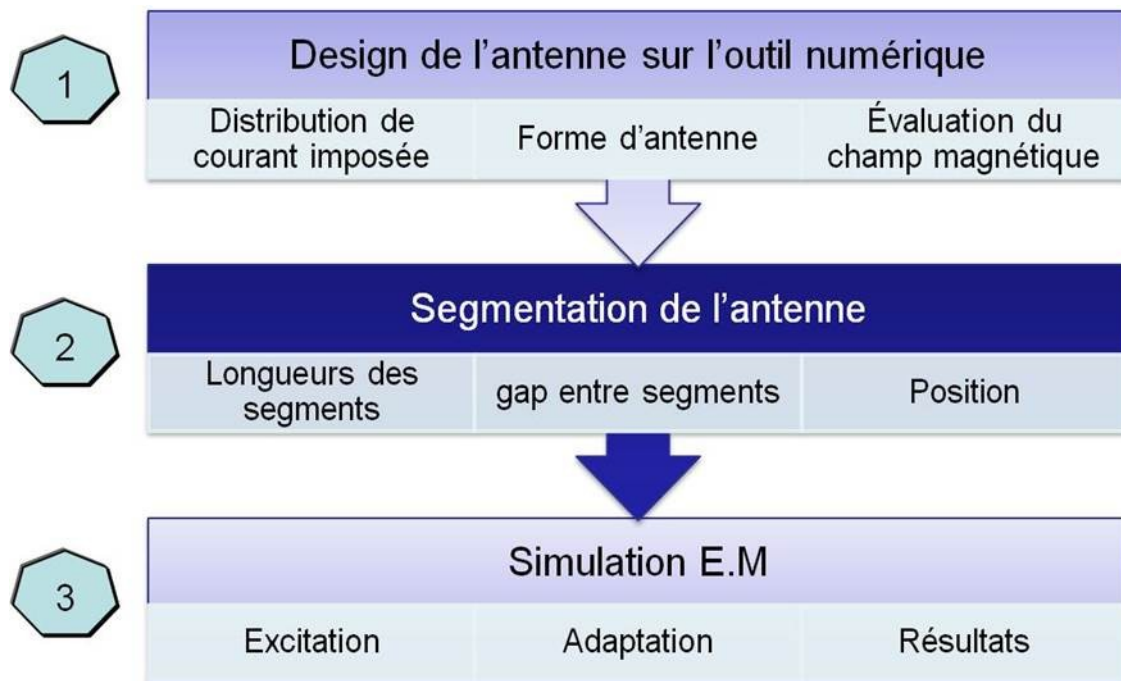 1
Design de l'antenne sur l'outil numérique
Distribution de
courant imposée
Forme d'antenne
Évaluation du
champ magnétique
2
Segmentation de l'antenne
Longueurs des
segments
gap entre segments
Position
3
Simulation E.M
Excitation
Adaptation
Résultats